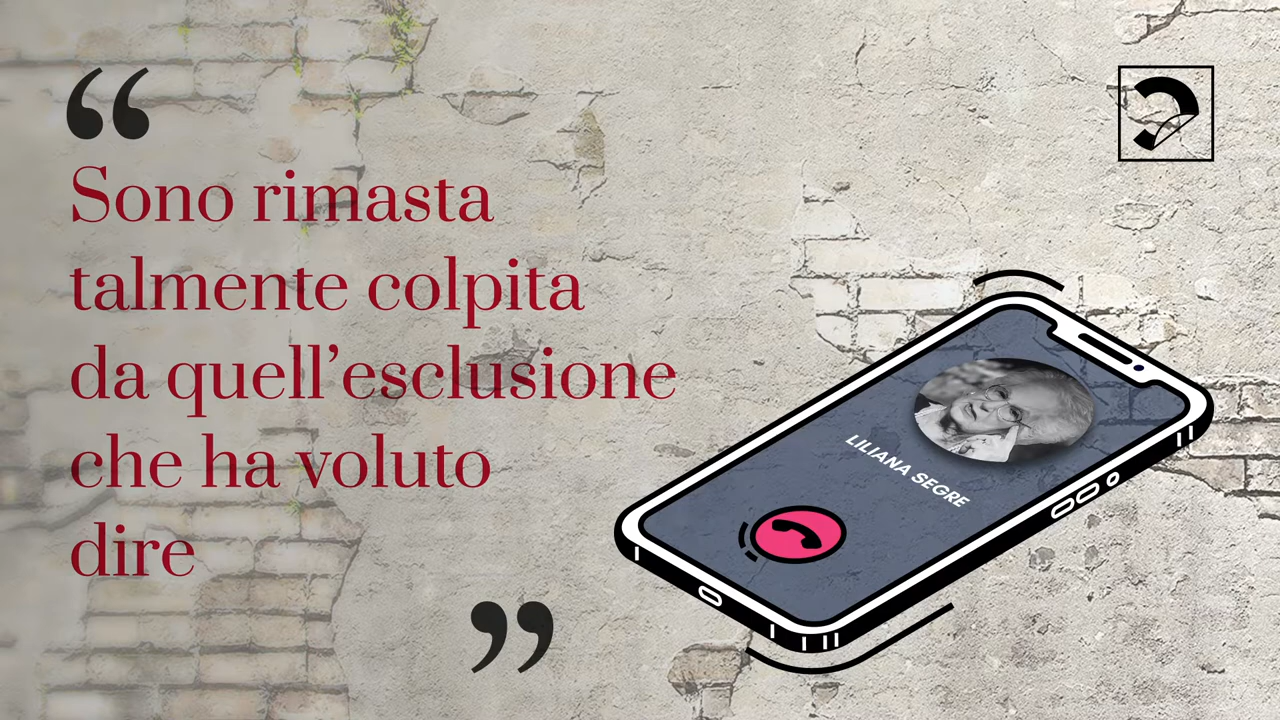 “
Sono rimasta
talmente colpita
da quell’esclusione
che ha voluto
dire
”
LILIANA SEGRE